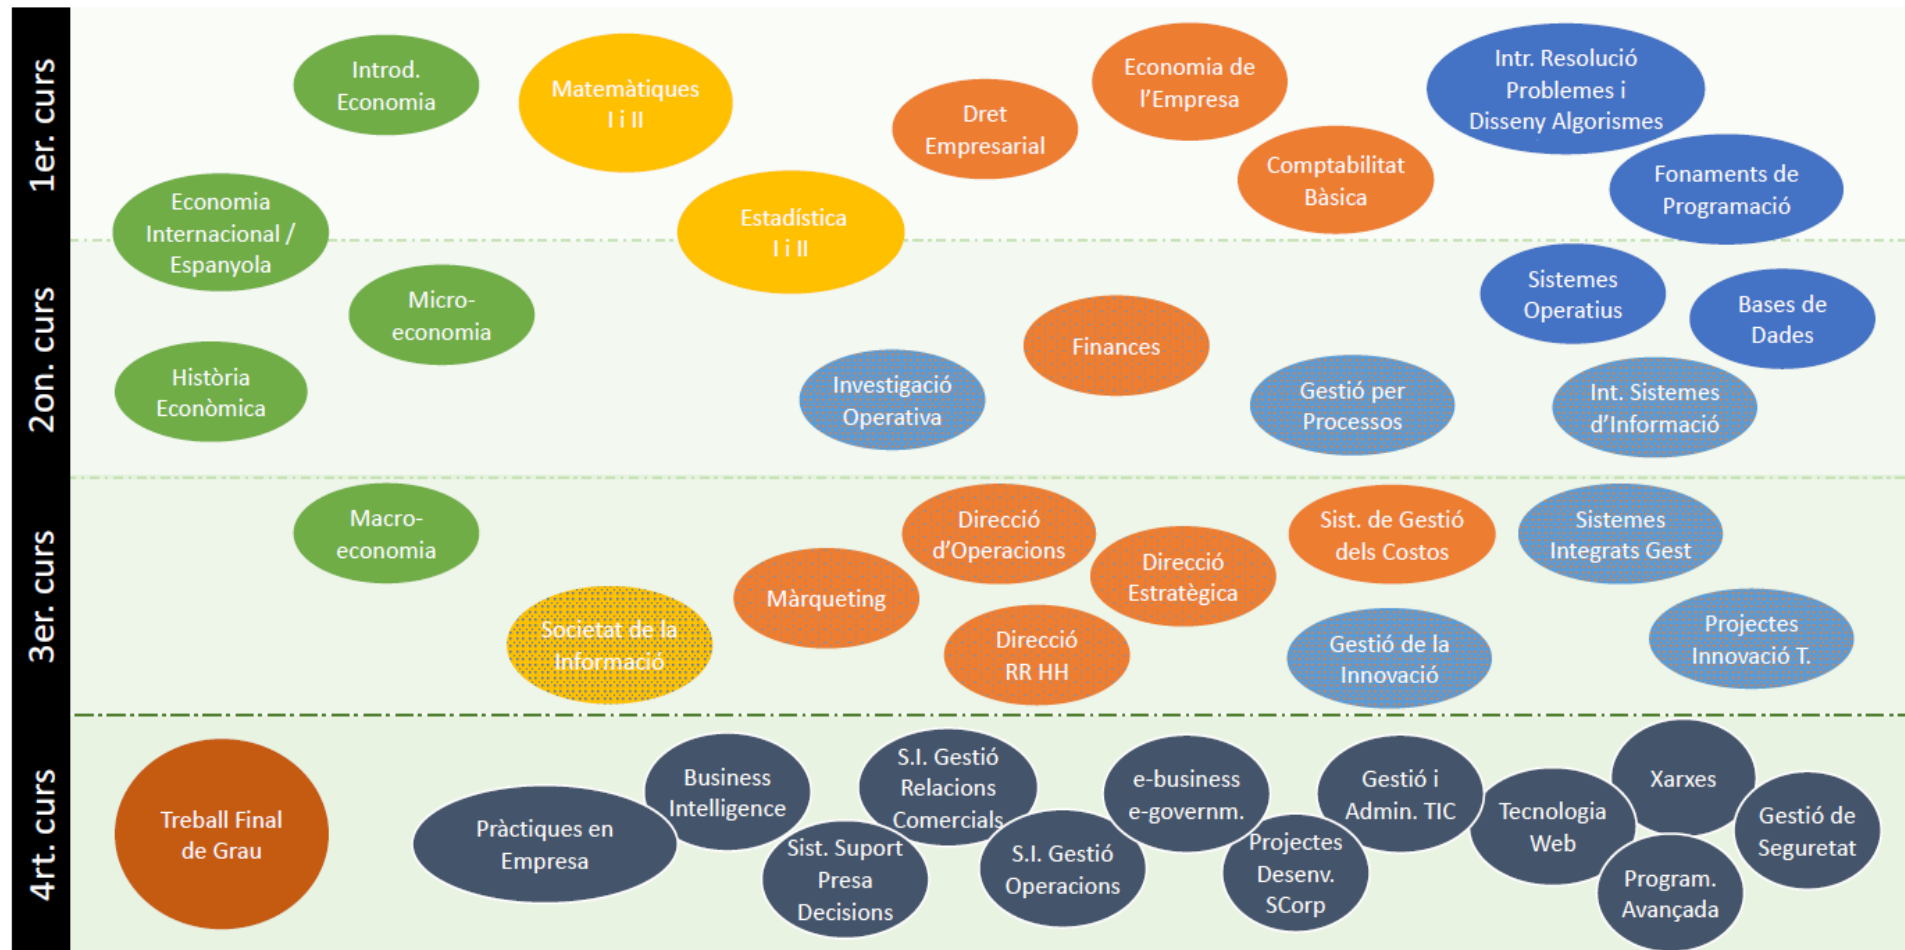 1er. curs
Introd.
Economia
Matemàtiques
I i II
Dret
Empresarial
Economia de
l'Empresa
Comptabilitat
Bàsica
Intr. Resolució
Problemes i
Disseny Algorismes
Fonaments de
Programació
Economia
Internacional /
Espanyola
Estadística
I i II
2on. curs
Micro-
economia
Història
Econòmica
Investigació
Operativa
Finances
Gestió per
Processos
Sistemes
Operatius
Bases de
Dades
Int. Sistemes
d'Informació
3er. curs
Macro-
economia
Societat de la
Informació
Màrqueting
Direcció
d'Operacions
Direcció
RR HH
Direcció
Estratègica
Sist. de Gestió
dels Costos
Gestió de la
Innovació
Sistemes
Integrats Gest
Projectes
Innovació T.
4rt. curs
Treball Final
de Grau
Pràctiques en
Empresa
Business
Intelligence
Sist. Suport
Presa
Decisions
S.I. Gestió
Relacions
Comercials
S.I. Gestió
Operacions
e-business
e-governm.
Projectes
Desenv.
SCorp
Gestió i
Admin. TIC
Tecnologia
Web
Xarxes
Program.
Avançada
Gestió de
Seguretat